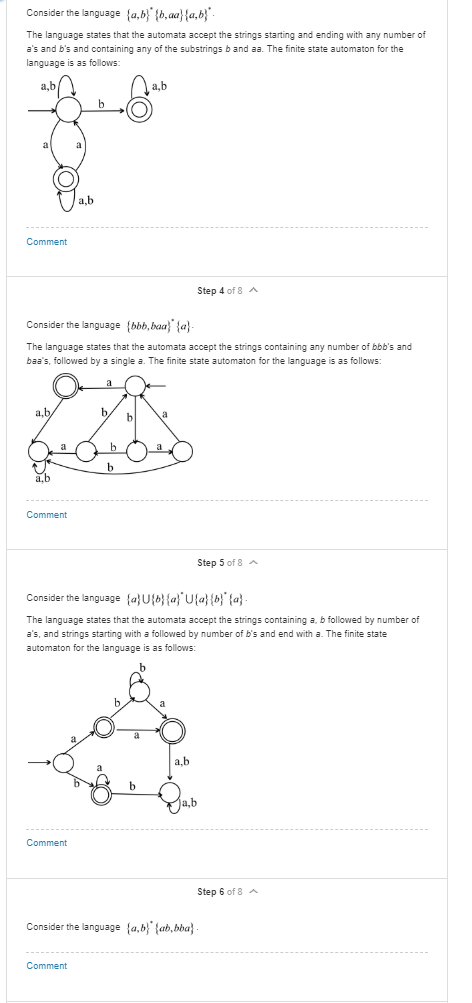 Consider the language {a,b}*{b,aa}{a,b}*.
The language states that the automata accept the strings starting and ending with any number of
a's and b's and containing any of the substrings b and aa. The finite state automaton for the
language is as follows:
a,b
a,b
b
a
a
a,b
Comment
Step 4 of 8
Consider the language {bbb,baa}*{a}.
The language states that the automata accept the strings containing any number of bbb's and
baa's, followed by a single a. The finite state automaton for the language is as follows:
a
a,b
b
b
a
a
b
a
b
a,b
Comment
Step 5 of 8
Consider the language {a}U{b}{a}*U{a}{b}*{a}.
The language states that the automata accept the strings containing a, b followed by number of
a's, and strings starting with a followed by number of b's and end with a. The finite state
automaton for the language is as follows:
b
b
a
a
a
a,b
a
b
b
a,b
Comment
Step 6 of 8
Consider the language {a,b}*{ab,bba}.
Comment